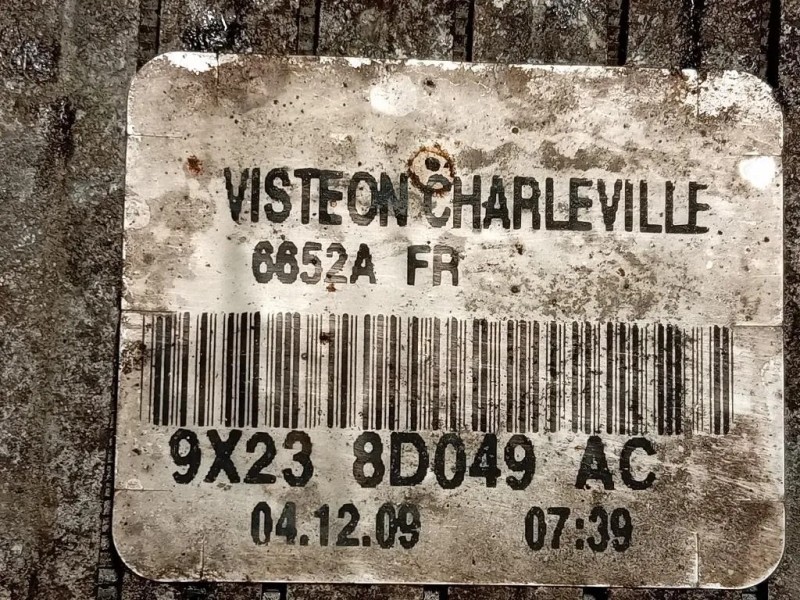 VISTEON CHARLEVILLE
6652A FR
9X23 8D049 AC
04.12.09 07:39